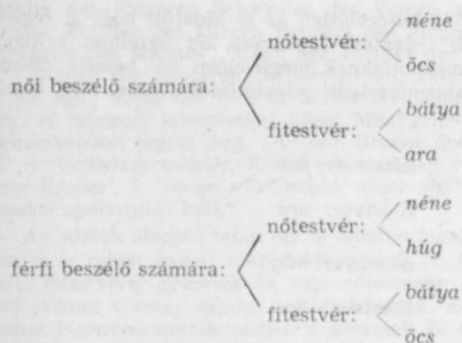 néne
nőtestvér:
öcs
női beszélő számára:
bátya
fitestvér:
ara
néne
nőtestvér:
húg
férfi beszélő számára:
bátya
fitestvér:
öcs